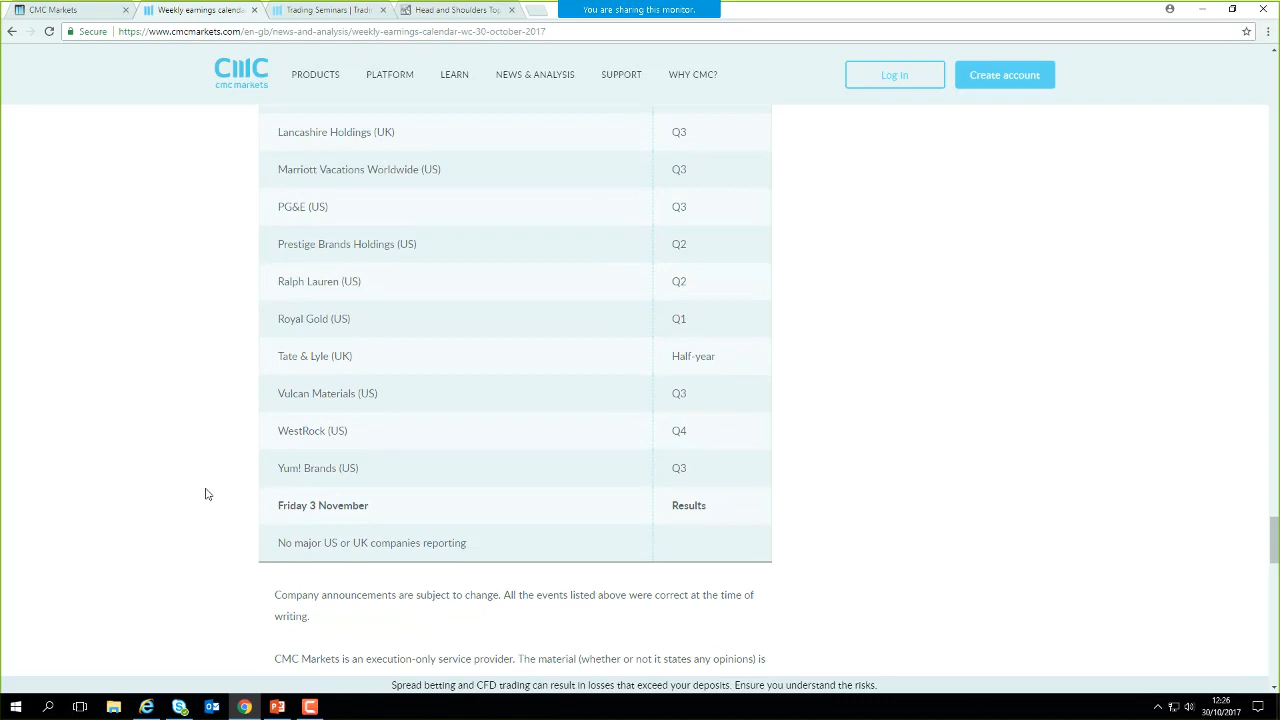 CMC Markets
Weekly earnings calenda
Trading Seminars | Tradi
Head and Shoulders Top
You are sharing this monitor.
Secure
https://www.cmcmarkets.com/en-gb/news-and-analysis/weekly-earnings-calendar-wc-30-october-2017
cmc markets
PRODUCTS
PLATFORM
LEARN
NEWS & ANALYSIS
SUPPORT
WHY CMC?
Log in
Create account
Lancashire Holdings (UK) Q3
Marriott Vacations Worldwide (US) Q3
PG&E (US) Q3
Prestige Brands Holdings (US) Q2
Ralph Lauren (US) Q2
Royal Gold (US) Q1
Tate & Lyle (UK) Half-year
Vulcan Materials (US) Q3
WestRock (US) Q4
Yum! Brands (US) Q3
Friday 3 November Results
No major US or UK companies reporting
Company announcements are subject to change. All the events listed above were correct at the time of
writing.
CMC Markets is an execution-only service provider. The material (whether or not it states any opinions) is
Spread betting and CFD trading can result in losses that exceed your deposits. Ensure you understand the risks.
12:26
30/10/2017